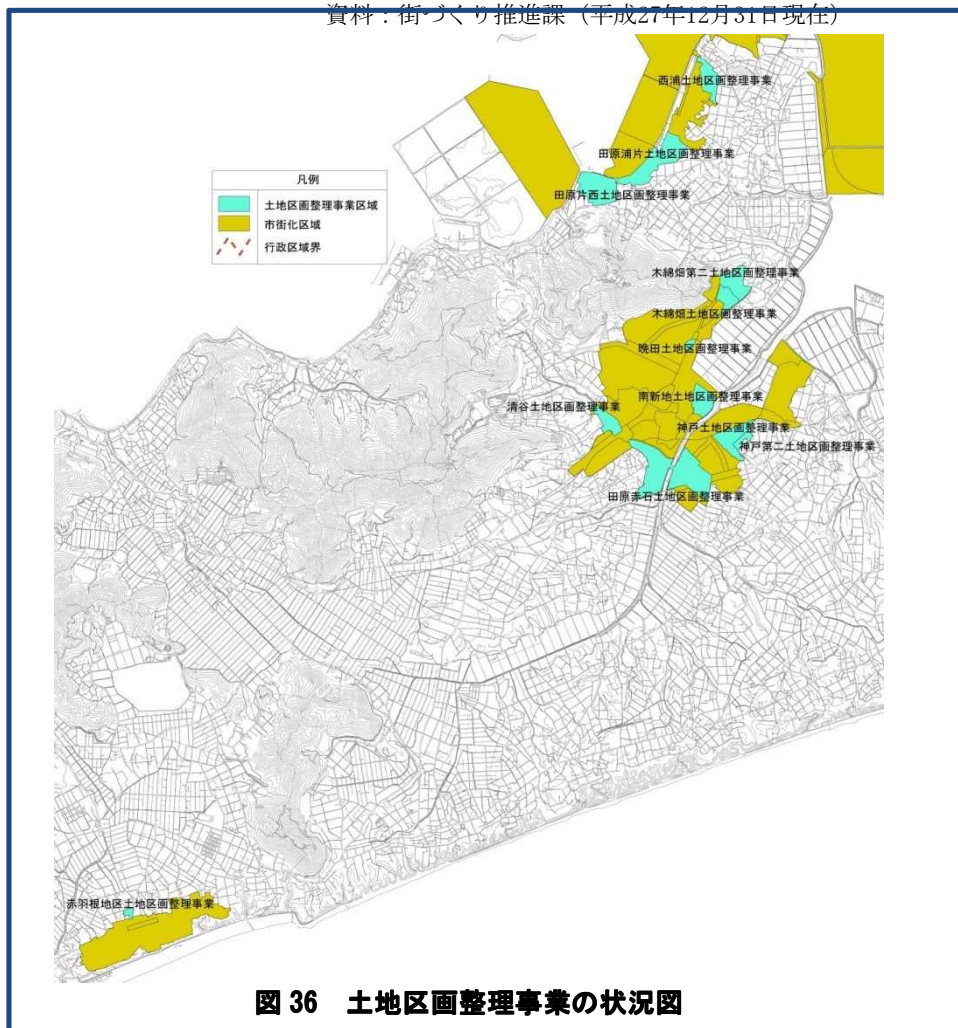 資料：街づくり推進課（平成27年12月31日現在）
西浦土地区画整理事業
田原浦片土地区画整理事業
田原片西土地区画整理事業
凡例
土地区画整理事業区域
市街化区域
行政区域界
木綿畑第二土地区画整理事業
木綿畑土地区画整理事業
晩田土地区画整理事業
南新地土地区画整理事業
清谷土地区画整理事業
神戸土地区画整理事業
神戸第二土地区画整理事業
田原赤石土地区画整理事業
赤羽根地区土地区画整理事業
図 36 土地区画整理事業の状況図